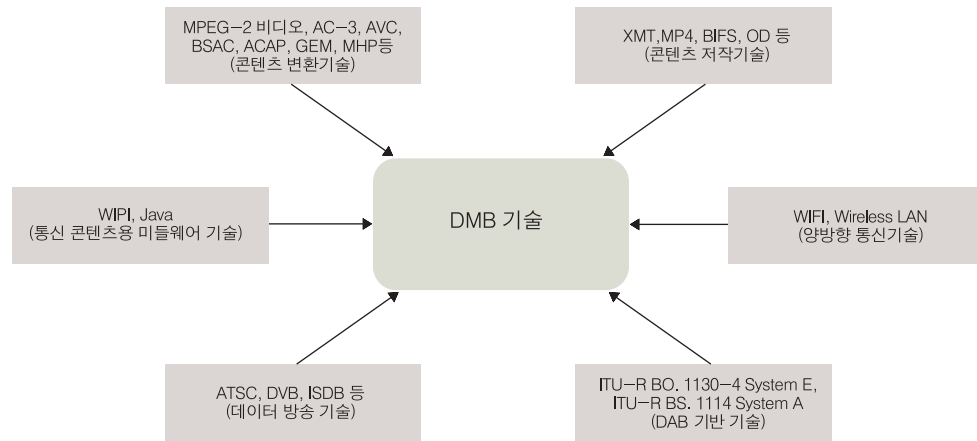 MPEG-2 비디오, AC-3, AVC,
BSAC, ACAP, GEM, MHP등
(콘텐츠 변환기술)
XMT,MP4, BIFS, OD 등
(콘텐츠 저작기술)
WIPI, Java
(통신 콘텐츠용 미들웨어 기술)
DMB 기술
WIFI, Wireless LAN
(양방향 통신기술)
ATSC, DVB, ISDB 등
(데이터 방송 기술)
ITU-R BO. 1130-4 System E,
ITU-R BS. 1114 System A
(DAB 기반 기술)